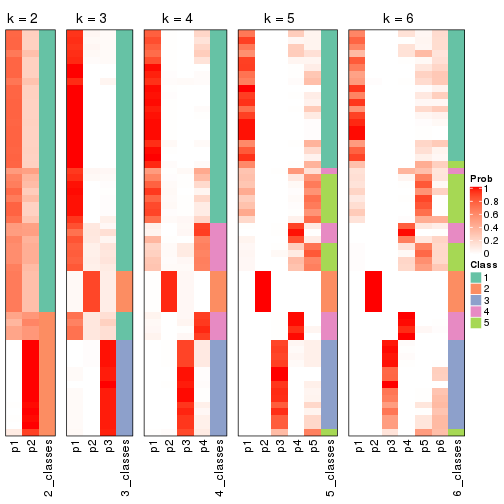 k = 2
k = 3
k = 4
k = 5
k = 6
p1
p2
2_classes
p1
p2
p3
3_classes
p1
p2
p3
p4
4_classes
p1
p2
p3
p4
p5
5_classes
p1
p2
p3
p4
p5
p6
6_classes
Prob
1
0.8
0.6
0.4
0.2
0
Class
1
2
3
4
5